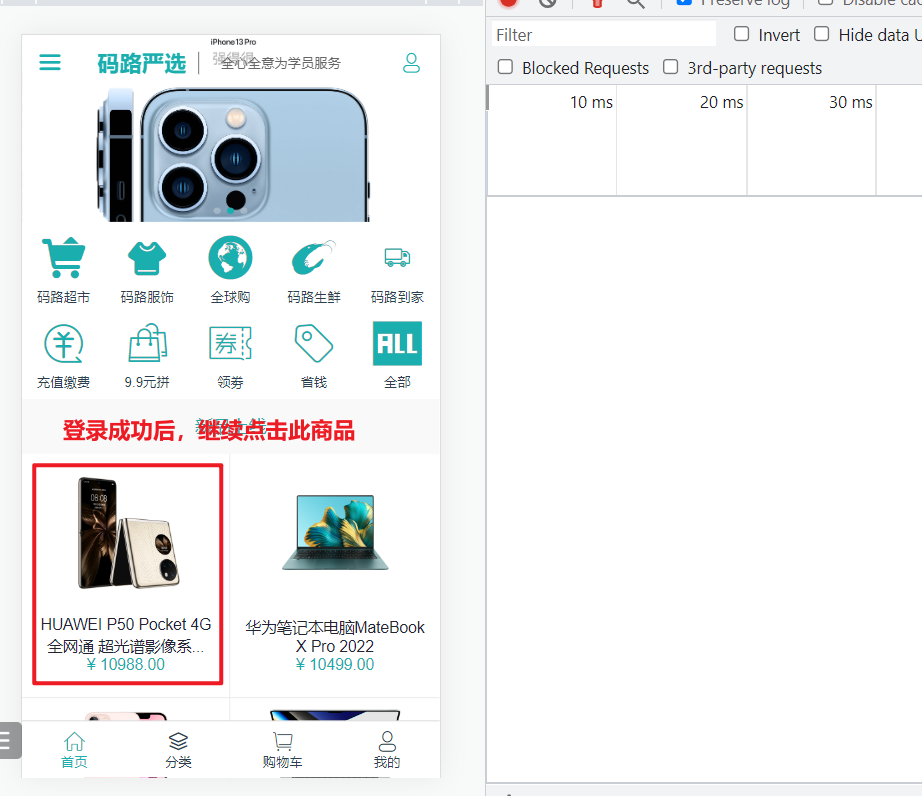 Preserve log
Disable cac
iPhone 13 Pro
码路严选
全心全意为学员服务
Filter
Invert
Hide data U
Blocked Requests
3rd-party requests
10 ms
20 ms
30 ms
码路超市
码路服饰
全球购
码路生鲜
码路到家
ALL
充值缴费
9.9元拼
领劵
省钱
全部
登录成功后，继续点击此商品
HUAWEI P50 Pocket 4G
全网通 超光谱影像系...
¥ 10988.00
华为笔记本电脑MateBook
X Pro 2022
¥ 10499.00
首页
分类
购物车
我的